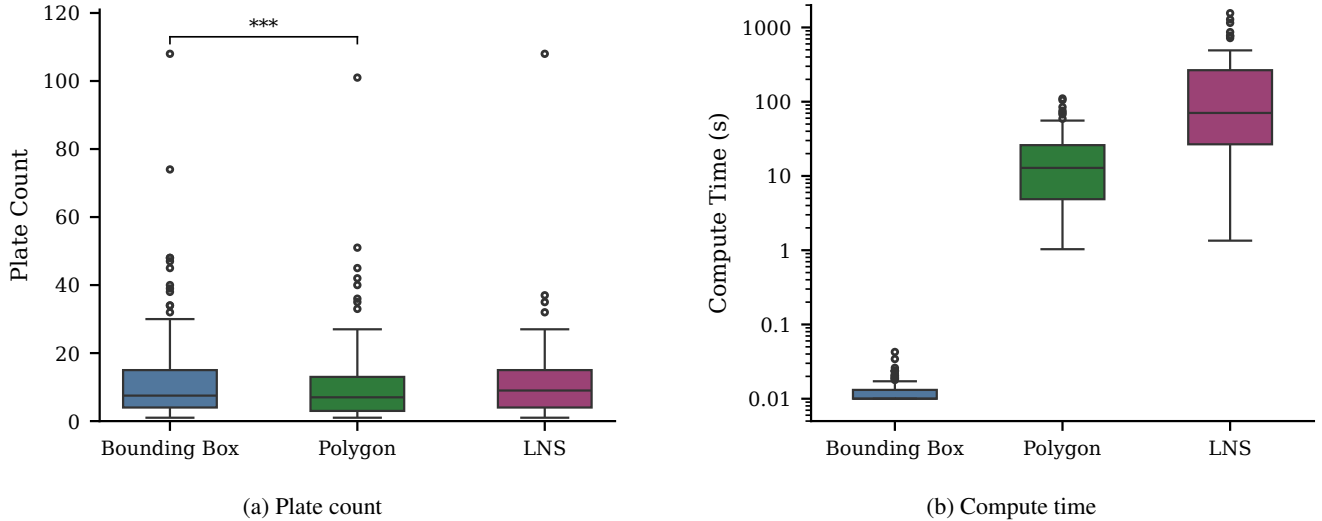 120
100
80
60
40
20
0
Plate Count
***
Bounding Box Polygon LNS
(a) Plate count
1000
100
10
1
0.1
0.01
Compute Time (s)
Bounding Box Polygon LNS
(b) Compute time